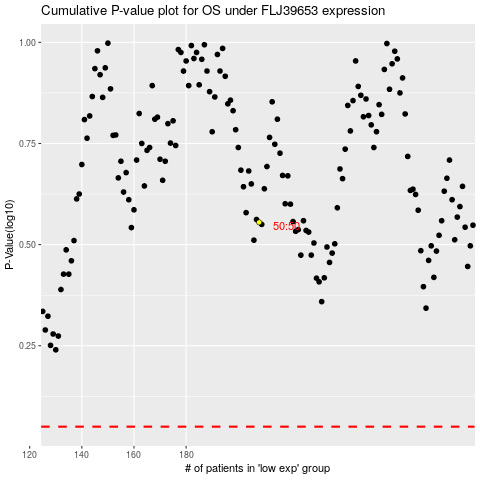 Cumulative P-value plot for OS under FLJ39653 expression
P-Value(log10)
1.00
0.75
0.50
0.25
50:50
120 140 160 180
# of patients in 'low exp' group